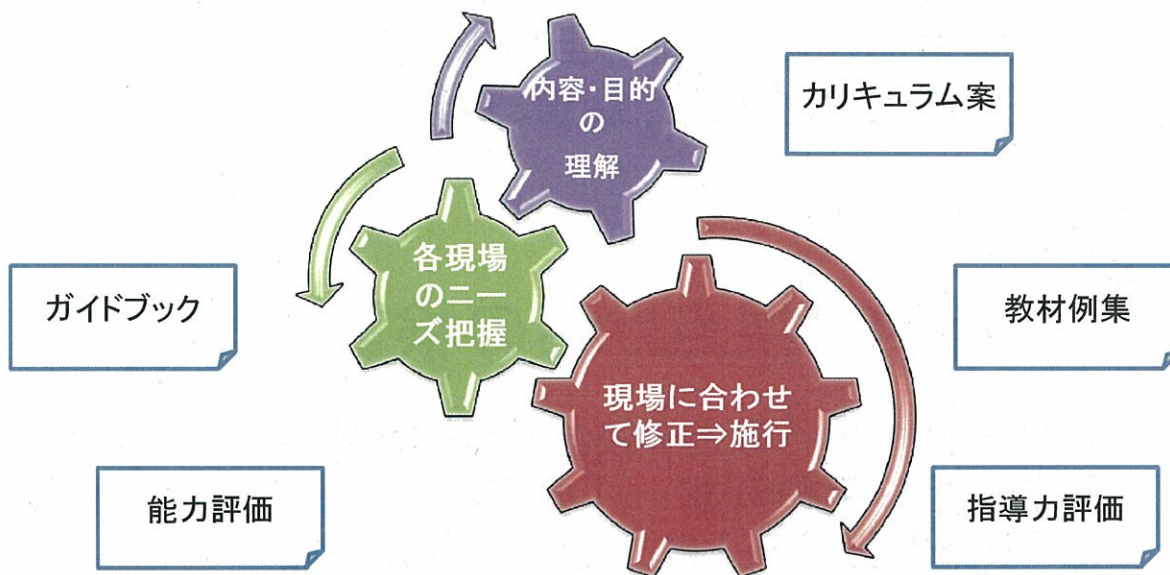 内容・目的
の
理解
カリキュラム案
各現場
のニー
ズ把握
ガイドブック
教材例集
現場に合わせ
て修正⇒施行
能力評価
指導力評価